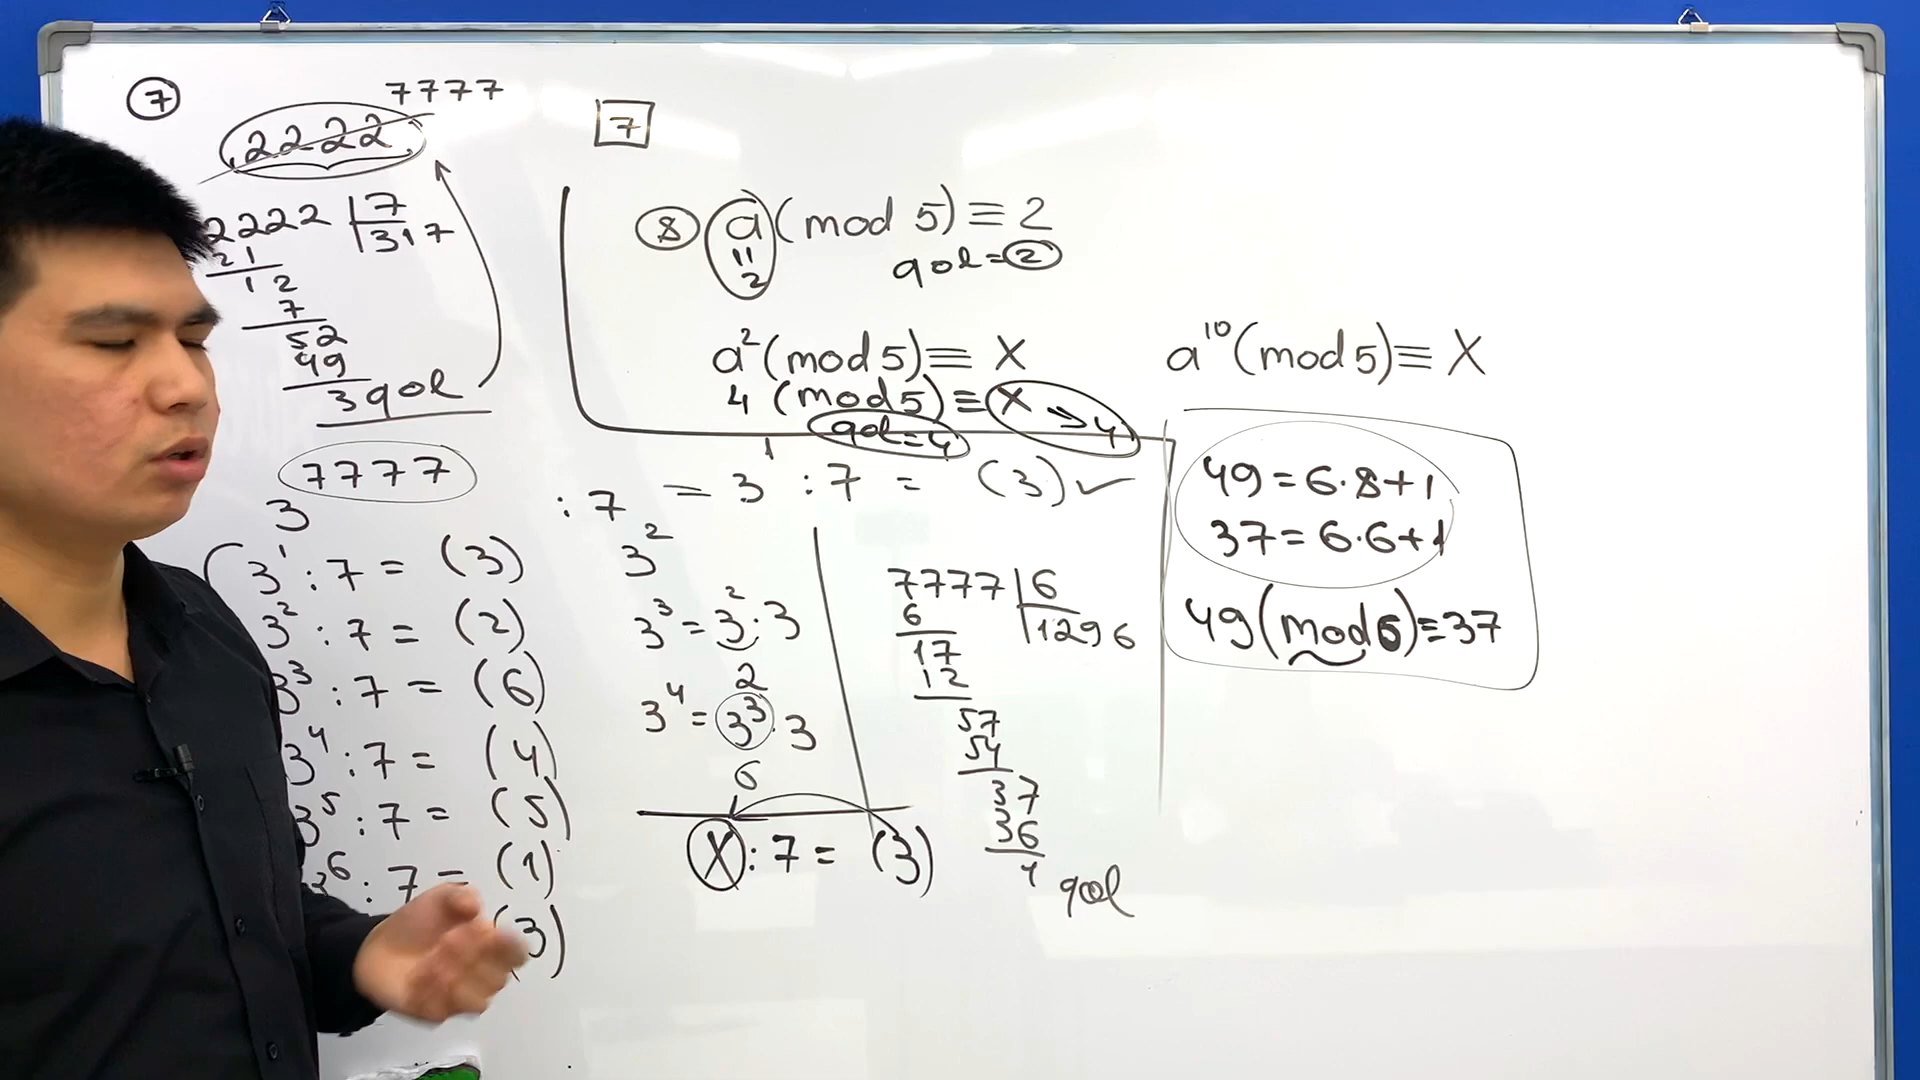 7
7777
2222
2222 | 7
21 317
12
7
52
49
3 qol
7777
3 : 7 = 3¹ : 7 = (3) ✓
3¹ : 7 = (3)
3² : 7 = (2)
3³ : 7 = (6)
3⁴ : 7 = (4)
3⁵ : 7 = (5)
3⁶ : 7 = (1)
(3)
7
8 a (mod 5) ≡ 2
=
2
qol = 2
a² (mod 5) ≡ X
4 (mod 5) ≡ X ⇒ 4
qol = 4
a¹⁰ (mod 5) ≡ X
3²
3³ = 3² · 3
2
3⁴ = 3³ · 3
6
X : 7 = (3)
7777 | 6
6 1296
17
12
57
54
37
36
1 qol
49 = 6 · 8 + 1
37 = 6 · 6 + 1
49 (mod 6) ≡ 37